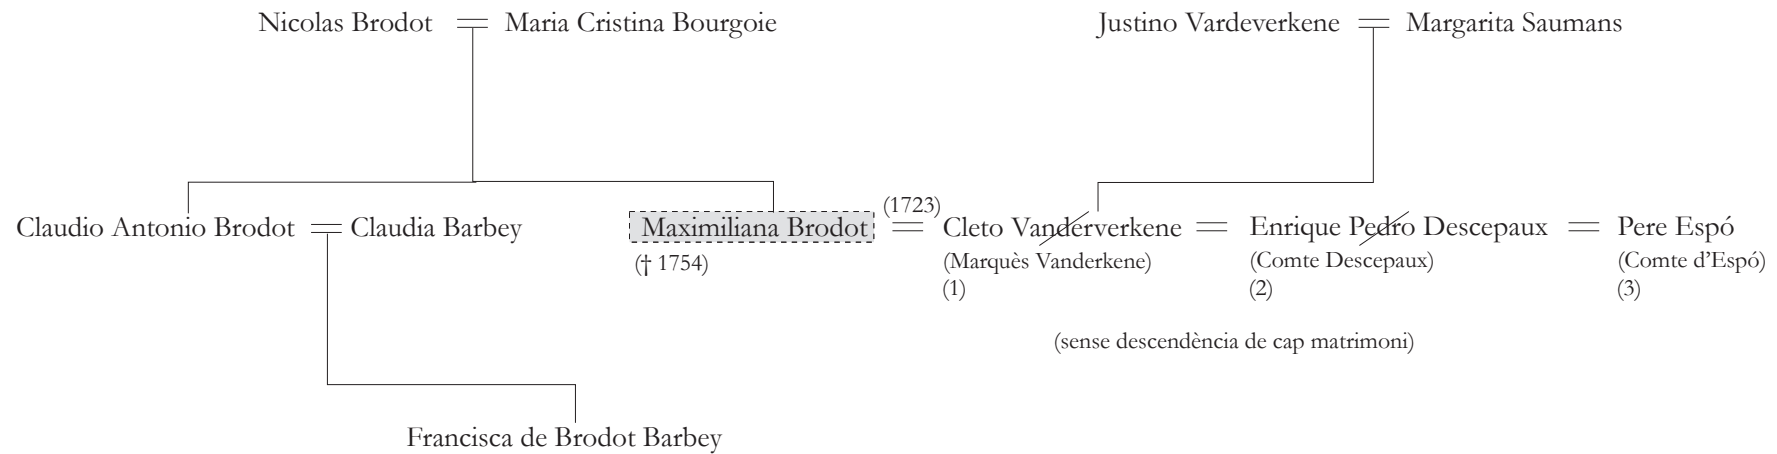 Nicolas Brodot
Maria Cristina Bourgoie
Justino Vardeverkene
Margarita Saumans
Claudio Antonio Brodot
Claudia Barbey
Maximiliana Brodot
(† 1754)
(1723)
Cleto Vanderverkene
(Marquès Vanderkene)
(1)
Enrique Pedro Descepaux
(Comte Descepaux)
(2)
Pere Espó
(Comte d’Espó)
(3)
(sense descendència de cap matrimoni)
Francisca de Brodot Barbey